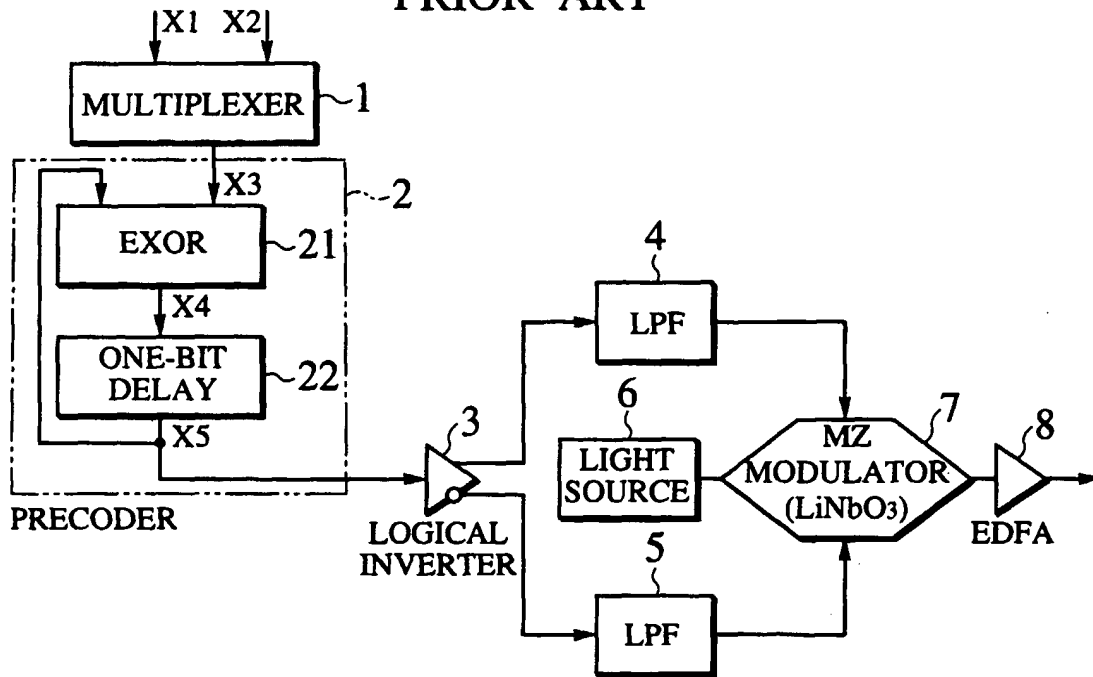 PRIOR ART
X1 X2
MULTIPLEXER
1
X3
2
EXOR
21
X4
ONE-BIT
DELAY
22
X5
PRECODER
3
LOGICAL
INVERTER
4
LPF
6
LIGHT
SOURCE
MZ
MODULATOR
(LiNbO3)
7
8
EDFA
5
LPF